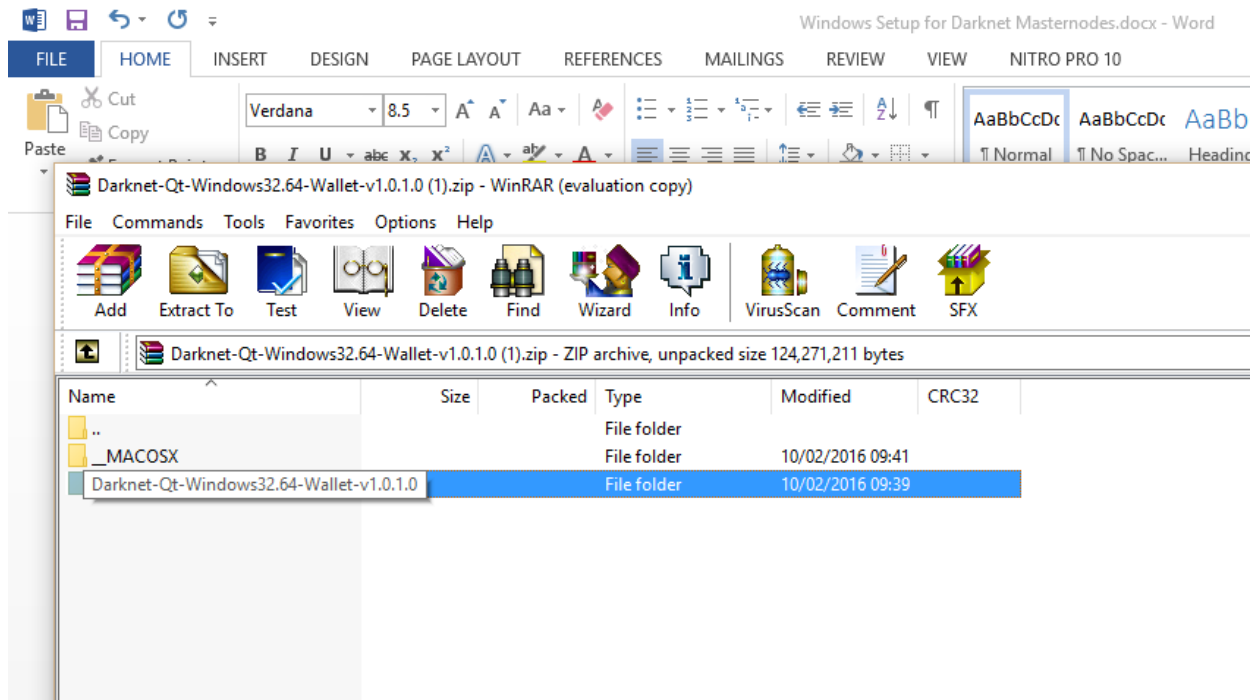 Windows Setup for Darknet Masternodes.docx - Word
FILE HOME INSERT DESIGN PAGE LAYOUT REFERENCES MAILINGS REVIEW VIEW NITRO PRO 10
Cut
Verdana 8.5 A A Aa
Copy
AaBbCcDc AaBbCcDc AaBb
Paste
B I U abc X₂ X² A ab A
¶ Normal ¶ No Spac... Heading
Darknet-Qt-Windows32.64-Wallet-v1.0.1.0 (1).zip - WinRAR (evaluation copy)
File Commands Tools Favorites Options Help
Add Extract To Test View Delete Find Wizard Info VirusScan Comment SFX
Darknet-Qt-Windows32.64-Wallet-v1.0.1.0 (1).zip - ZIP archive, unpacked size 124,271,211 bytes
Name Size Packed Type Modified CRC32
.. File folder
__MACOSX File folder 10/02/2016 09:41
Darknet-Qt-Windows32.64-Wallet-v1.0.1.0 File folder 10/02/2016 09:39